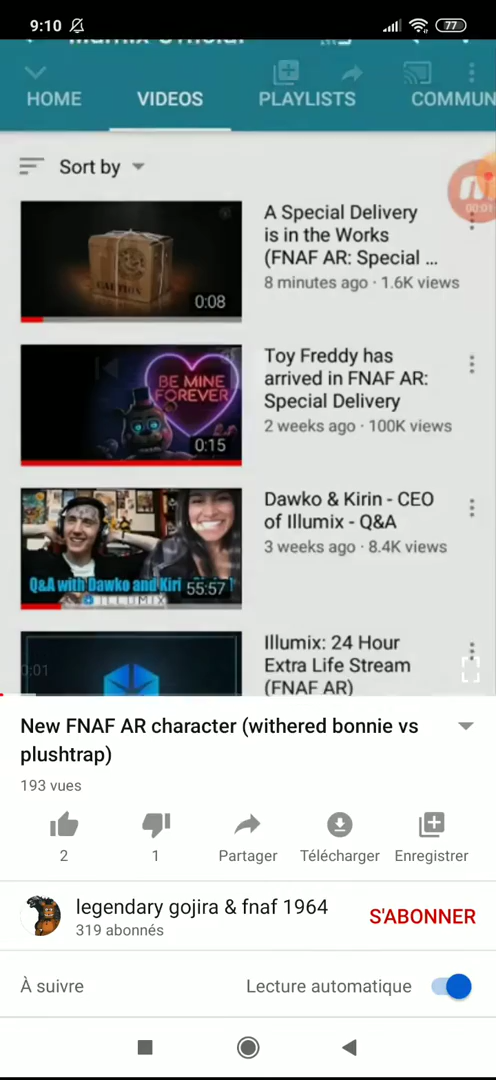 9:10
77
HOME
VIDEOS
PLAYLISTS
COMMUN
Sort by
00:01
A Special Delivery
is in the Works
(FNAF AR: Special ...
8 minutes ago · 1.6K views
0:08
Toy Freddy has
arrived in FNAF AR:
Special Delivery
2 weeks ago · 100K views
BE MINE
FOREVER
0:15
Dawko & Kirin - CEO
of Illumix - Q&A
3 weeks ago · 8.4K views
Q&A with Dawko and Kiri
55:57
ILLUMIX
Illumix: 24 Hour
Extra Life Stream
(FNAF AR)
0:01
New FNAF AR character (withered bonnie vs
plushtrap)
193 vues
2
1
Partager
Télécharger
Enregistrer
legendary gojira & fnaf 1964
319 abonnés
S'ABONNER
À suivre
Lecture automatique